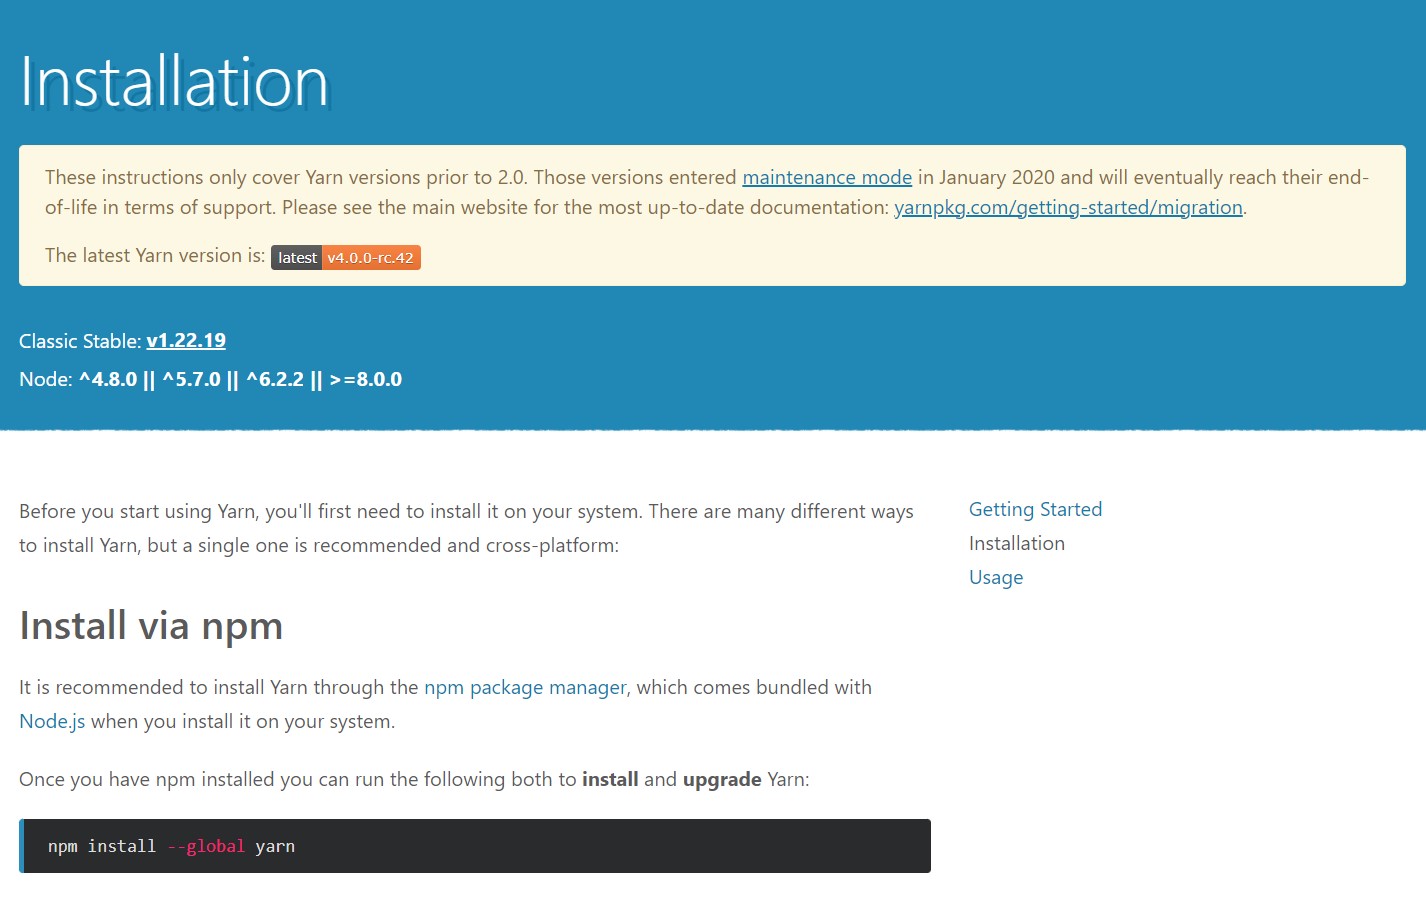 Installation
These instructions only cover Yarn versions prior to 2.0. Those versions entered maintenance mode in January 2020 and will eventually reach their end-
of-life in terms of support. Please see the main website for the most up-to-date documentation: yarnpkg.com/getting-started/migration.
The latest Yarn version is: latest v4.0.0-rc.42
Classic Stable: v1.22.19
Node: ^4.8.0 || ^5.7.0 || ^6.2.2 || >=8.0.0
Before you start using Yarn, you'll first need to install it on your system. There are many different ways
to install Yarn, but a single one is recommended and cross-platform:
Install via npm
It is recommended to install Yarn through the npm package manager, which comes bundled with
Node.js when you install it on your system.
Once you have npm installed you can run the following both to install and upgrade Yarn:
npm install --global yarn
Getting Started
Installation
Usage